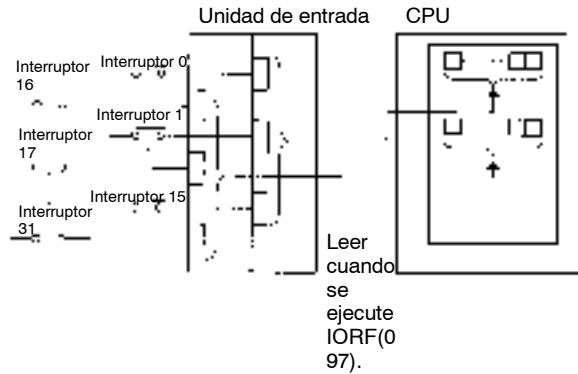 Unidad de entrada
CPU
Interruptor 0
Interruptor
16
Interruptor 1
Interruptor
17
Interruptor 15
Interruptor
31
Leer
cuando
se
ejecute
IORF(0
97).